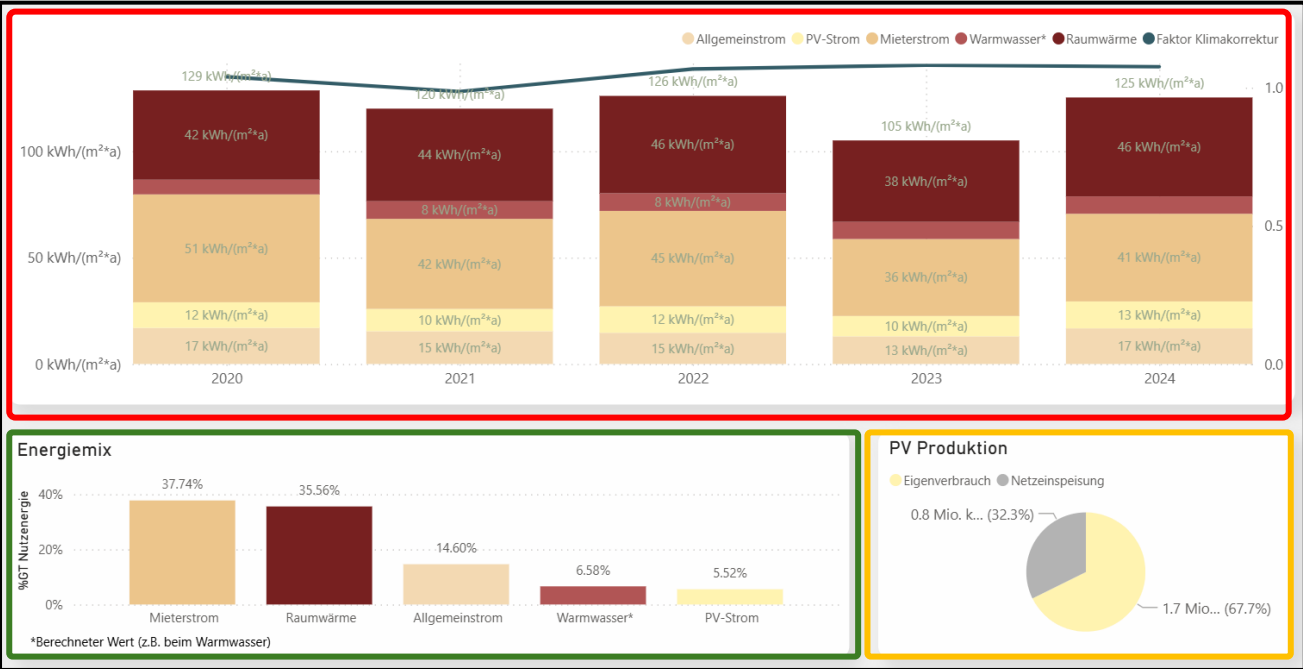 Allgemeinstrom PV-Strom Mieterstrom Warmwasser* Raumwärme Faktor Klimakorrektur
129 kWh/(m²*a) 120 kWh/(m²*a) 126 kWh/(m²*a) 105 kWh/(m²*a) 125 kWh/(m²*a)
1.0
42 kWh/(m²*a) 44 kWh/(m²*a) 46 kWh/(m²*a) 38 kWh/(m²*a) 46 kWh/(m²*a)
100 kWh/(m²*a)
8 kWh/(m²*a) 8 kWh/(m²*a)
0.5
51 kWh/(m²*a) 42 kWh/(m²*a) 45 kWh/(m²*a) 36 kWh/(m²*a) 41 kWh/(m²*a)
50 kWh/(m²*a)
12 kWh/(m²*a) 10 kWh/(m²*a) 12 kWh/(m²*a) 10 kWh/(m²*a) 13 kWh/(m²*a)
17 kWh/(m²*a) 15 kWh/(m²*a) 15 kWh/(m²*a) 13 kWh/(m²*a) 17 kWh/(m²*a)
0 kWh/(m²*a) 0.0
2020 2021 2022 2023 2024
Energiemix
%GT Nutzenergie
40%
20%
0%
37.74% 35.56% 14.60% 6.58% 5.52%
Mieterstrom Raumwärme Allgemeinstrom Warmwasser* PV-Strom
*Berechneter Wert (z.B. beim Warmwasser)
PV Produktion
Eigenverbrauch Netzeinspeisung
0.8 Mio. k... (32.3%)
1.7 Mio... (67.7%)